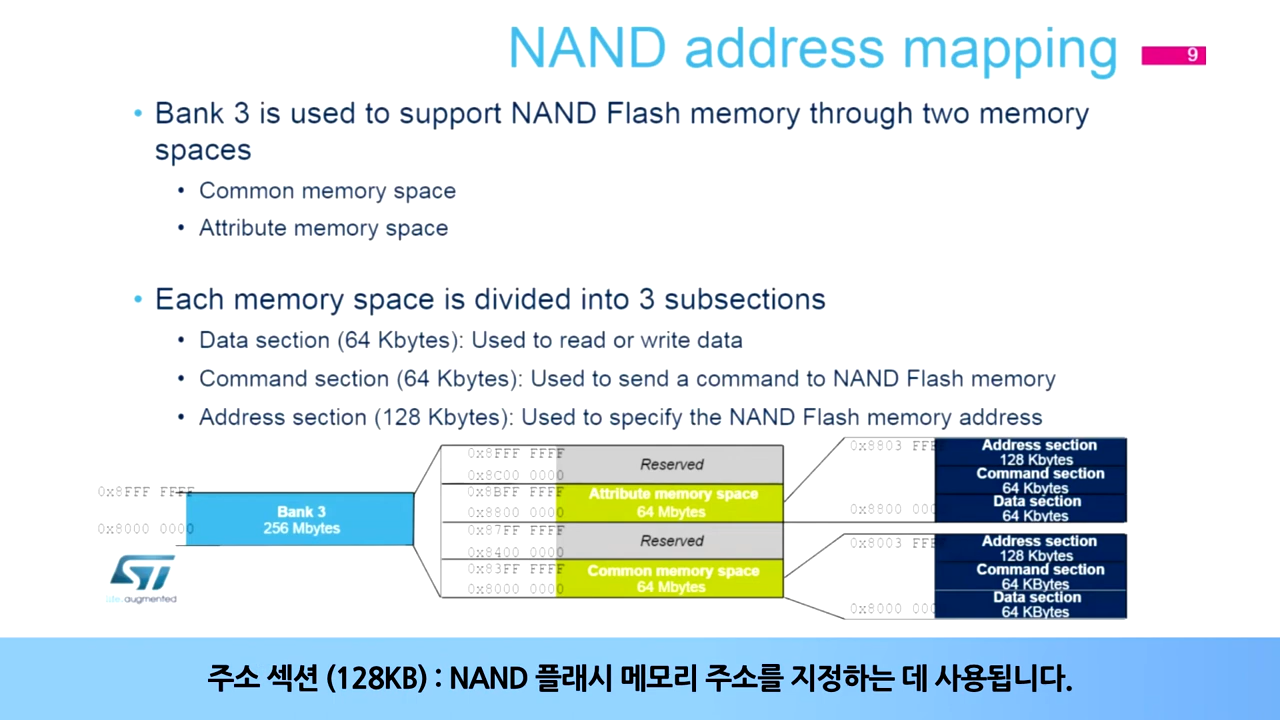 NAND address mapping
9
• Bank 3 is used to support NAND Flash memory through two memory
spaces
• Common memory space
• Attribute memory space
• Each memory space is divided into 3 subsections
• Data section (64 Kbytes): Used to read or write data
• Command section (64 Kbytes): Used to send a command to NAND Flash memory
• Address section (128 Kbytes): Used to specify the NAND Flash memory address
0x8FFF FFFF
0x8000 0000
Bank 3
256 Mbytes
0x8FFF FFFF
0x8C00 0000
Reserved
0x8BFF FFFF
0x8800 0000
Attribute memory space
64 Mbytes
0x87FF FFFF
0x8400 0000
Reserved
0x83FF FFFF
0x8000 0000
Common memory space
64 Mbytes
0x8803 FFF
0x8800 000
Address section
128 Kbytes
Command section
64 Kbytes
Data section
64 Kbytes
0x8003 FFF
0x8000 000
Address section
128 Kbytes
Command section
64 KBytes
Data section
64 KBytes
ST
life.augmented
주소 섹션 (128KB) : NAND 플래시 메모리 주소를 지정하는 데 사용됩니다.